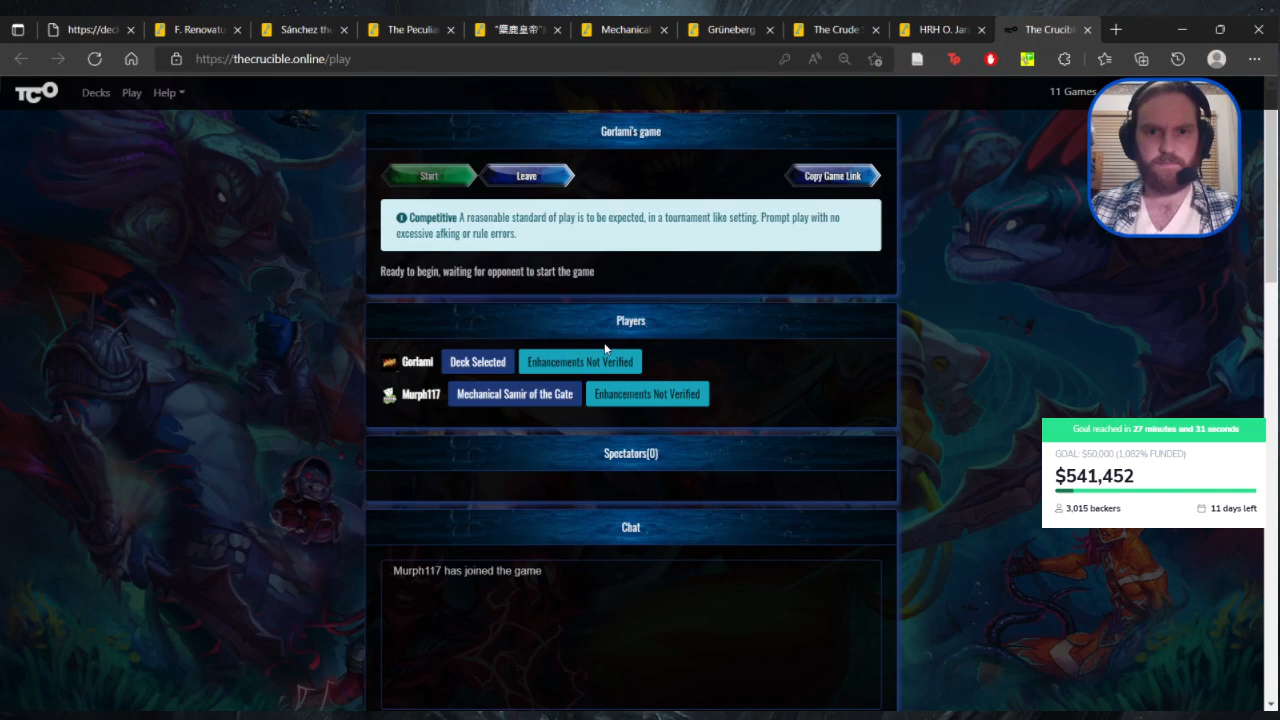 https://deck
F. Renovatu
Sánchez the
The Peculia
"麋鹿皇帝"
Mechanical
Grüneberg
The Crude
HRH O. Jar
The Crucibl
https://thecrucible.online/play
TCO
Decks
Play
Help
11 Games
Gorlami's game
Start
Leave
Copy Game Link
Competitive A reasonable standard of play is to be expected, in a tournament like setting. Prompt play with no
excessive afking or rule errors.
Ready to begin, waiting for opponent to start the game
Players
Gorlami Deck Selected Enhancements Not Verified
Murph117 Mechanical Samir of the Gate Enhancements Not Verified
Spectators(0)
Chat
Murph117 has joined the game
Goal reached in 27 minutes and 31 seconds
GOAL: $50,000 (1,082% FUNDED)
$541,452
3,015 backers
11 days left